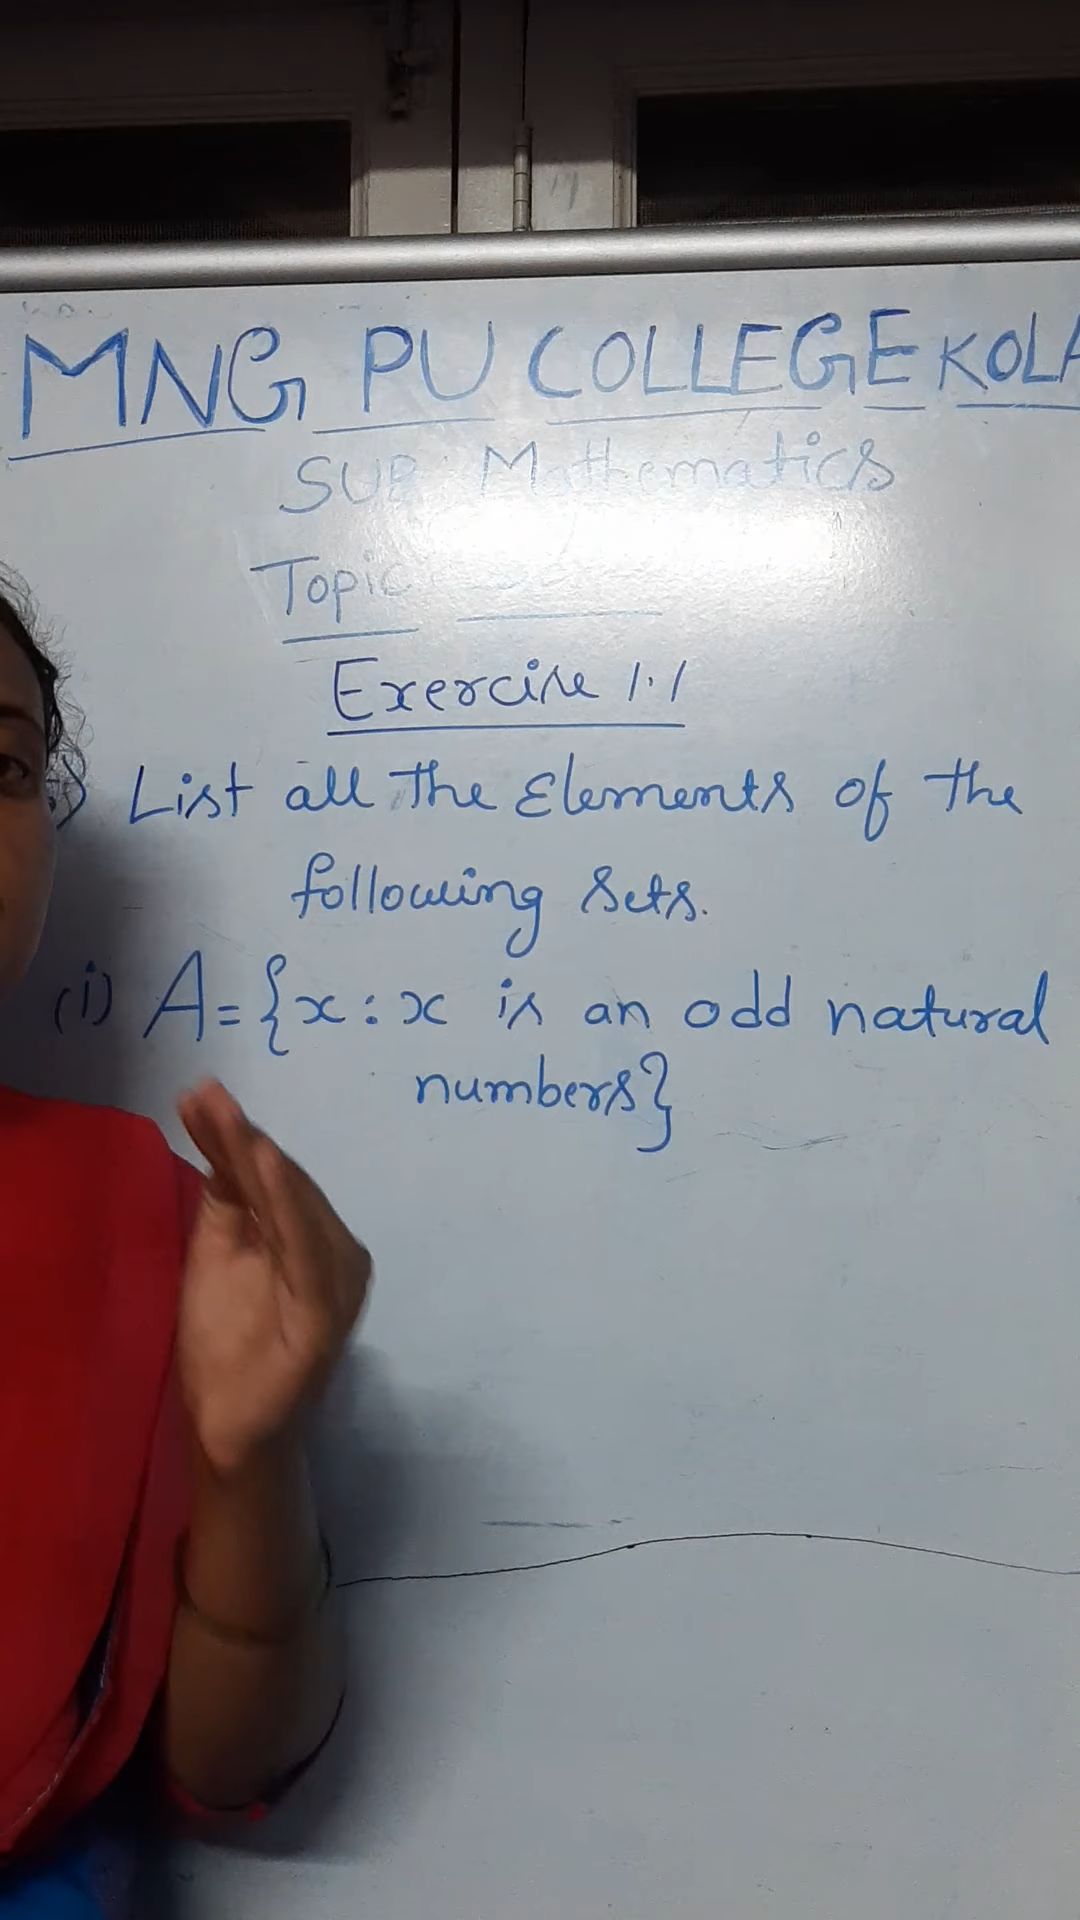 MNG PU COLLEGE KOLA
SUB: Mathematics
Topic
Exercise 1.1
) List all the Elements of the
following sets.
(i) A={x:x is an odd natural
numbers}